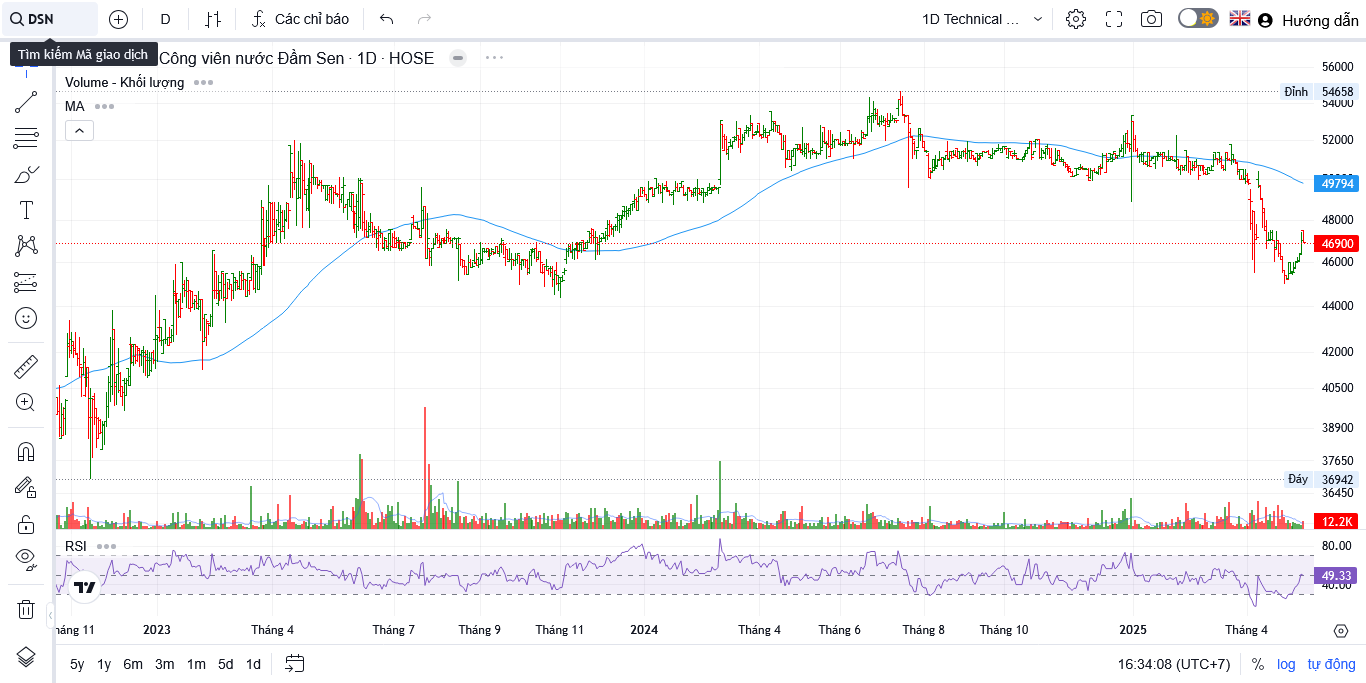 DSN
D
Các chỉ báo
1D Technical ...
Hướng dẫn
Tìm kiếm Mã giao dịch
Công viên nước Đầm Sen · 1D · HOSE
Volume - Khối lượng
MA
56000
Đỉnh 54658
54000
52000
49794
48000
46900
46000
44000
42000
40500
38900
37650
Đáy 36942
36450
12.2K
RSI
80.00
49.33
40.00
háng 11
2023
Tháng 4
Tháng 7
Tháng 9
Tháng 11
2024
Tháng 4
Tháng 6
Tháng 8
Tháng 10
2025
Tháng 4
5y 1y 6m 3m 1m 5d 1d
16:34:08 (UTC+7)
% log tự động